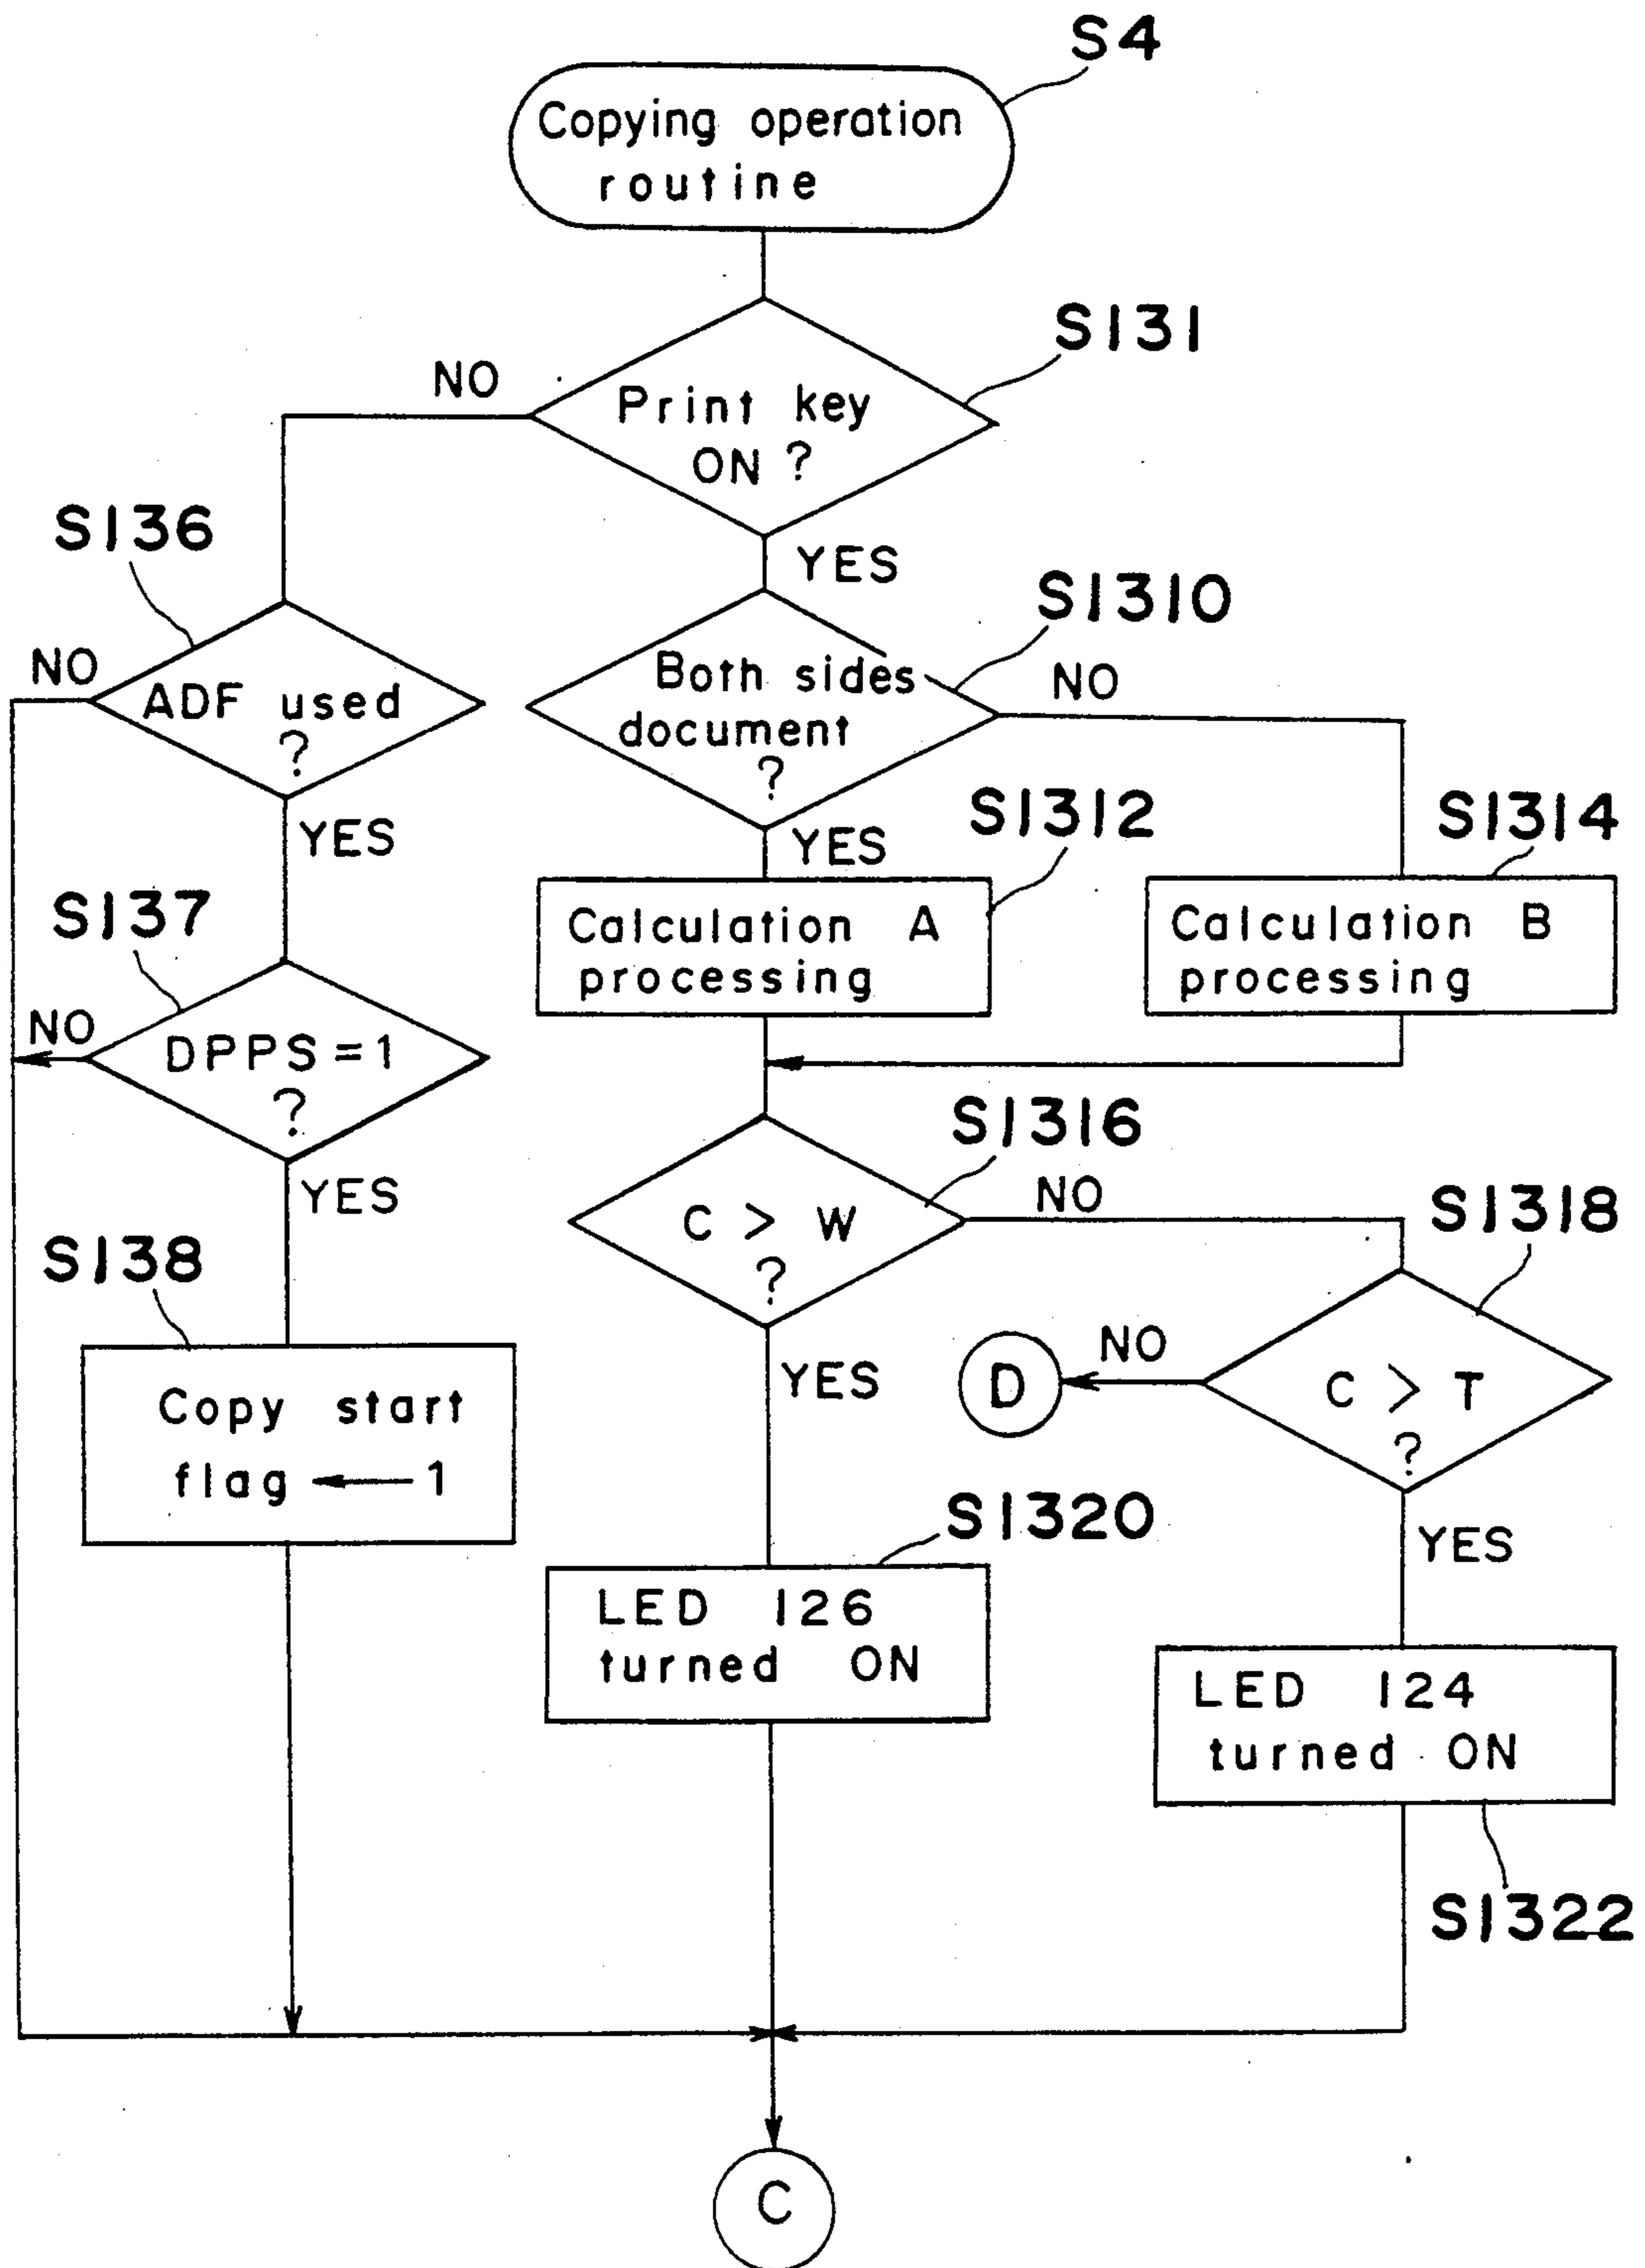 S4
Copying operation
routine
S131
NO
Print key
ON ?
S136
YES
S1310
NO
ADF used
?
Both sides
document
?
NO
YES
S1312
YES
S1314
S137
Calculation A
processing
Calculation B
processing
NO
DPPS = 1
?
S1316
YES
C > W
?
NO
S1318
S138
NO
D
C > T
?
YES
Copy start
flag ← 1
S1320
YES
LED 126
turned ON
LED 124
turned ON
S1322
C